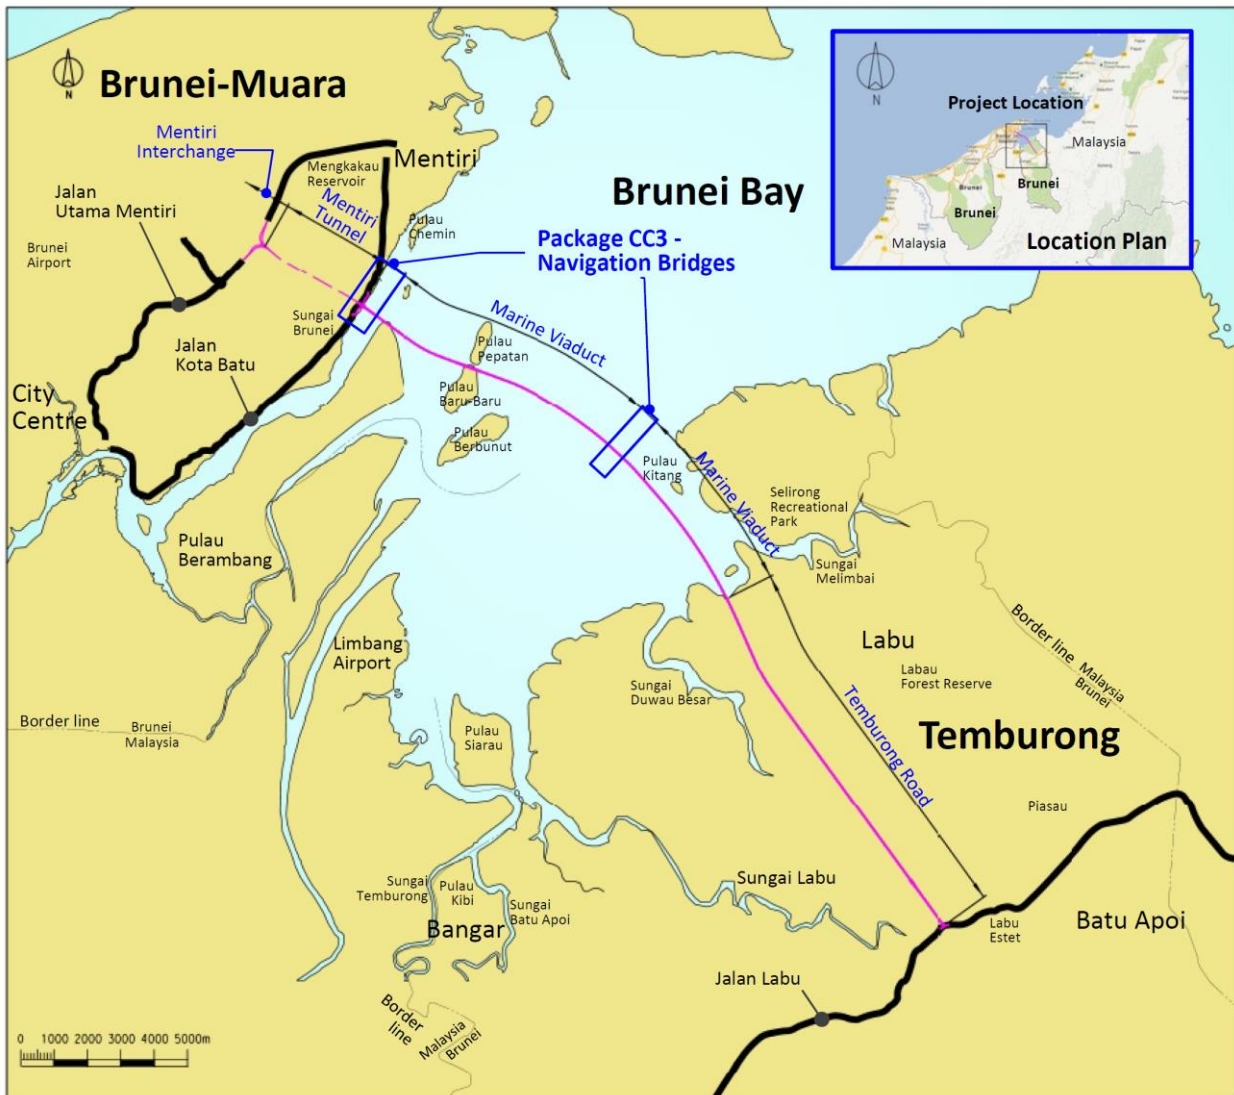 N
Brunei-Muara
Mentiri
Interchange
Mengkakau
Reservoir
Mentiri
Jalan
Utama Mentiri
Mentiri
Tunnel
Pulau
Chemin
Brunei
Airport
Brunei Bay
Package CC3 -
Navigation Bridges
N
Project Location
Malaysia
Brunei
Brunei
Brunei
Malaysia
Location Plan
Sungai
Brunei
Marine Viaduct
Jalan
Kota Batu
Pulau
Pepatan
City
Centre
Pulau
Baru-Baru
Pulau
Berbunut
Pulau
Kitang
Marine Viaduct
Selirong
Recreational
Park
Pulau
Berambang
Sungai
Melimbai
Limbang
Airport
Labu
Border line
Malaysia
Brunei
Labau
Forest Reserve
Sungai
Duwau Besar
Border line
Brunei
Malaysia
Pulau
Siarau
Temburong
Temburong Road
Piasau
Sungai
Temburong
Pulau
Kibi
Sungai
Batu Apoi
Sungai Labu
Bangar
Labu
Estet
Batu Apoi
Jalan Labu
Border
line
Malaysia
Brunei
0 1000 2000 3000 4000 5000m